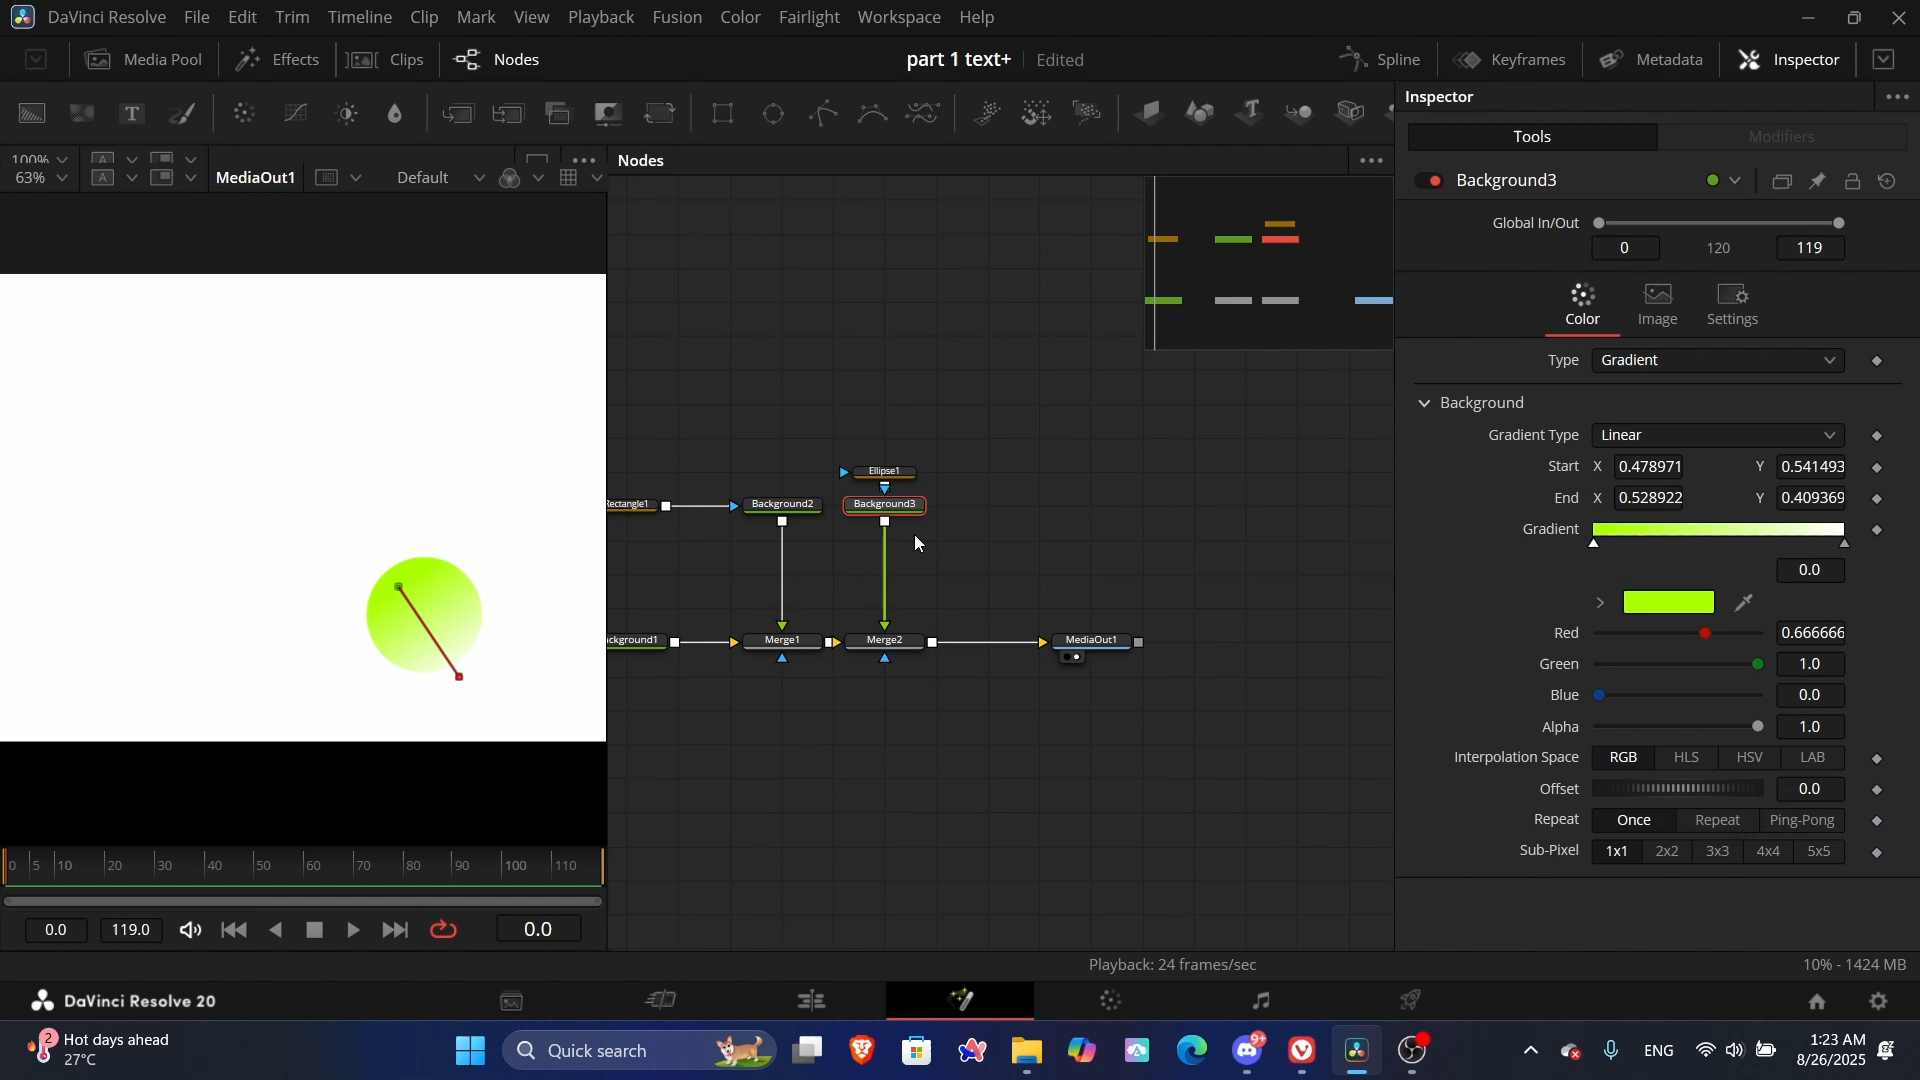 DaVinci Resolve File Edit Trim Timeline Clip Mark View Playback Fusion Color Fairlight Workspace Help
Media Pool Effects Clips Nodes part 1 text+ Edited Spline Keyframes Metadata Inspector
Inspector
Tools Modifiers
100%
63% MediaOut1 Default Nodes
Background3
Global In/Out
0 120 119
Color Image Settings
Type Gradient
Background
Gradient Type Linear
Start X 0.478971 Y 0.541493
End X 0.528922 Y 0.409369
Gradient
0.0
Red 0.666666
Green 1.0
Blue 0.0
Alpha 1.0
Interpolation Space RGB HLS HSV LAB
Offset 0.0
Repeat Once Repeat Ping-Pong
Sub-Pixel 1x1 2x2 3x3 4x4 5x5
Ellipse1
Rectangle1 Background2 Background3
ckground1 Merge1 Merge2 MediaOut1
0 5 10 20 30 40 50 60 70 80 90 100 110
0.0 119.0 0.0
Playback: 24 frames/sec 10% - 1424 MB
DaVinci Resolve 20
2 Hot days ahead
27°C
Quick search
9+
ENG
1:23 AM
8/26/2025